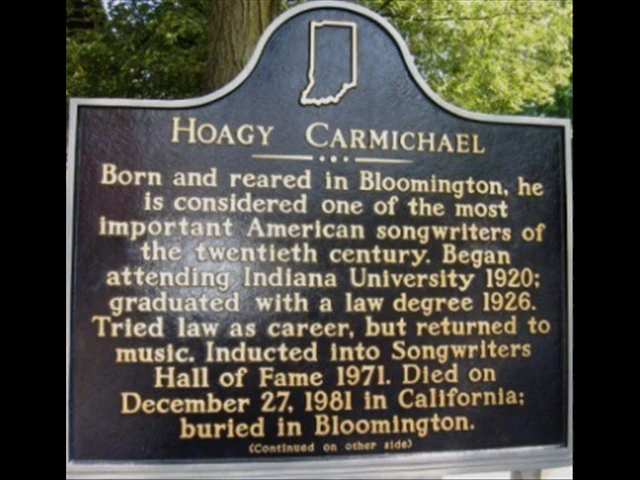 HOAGY CARMICHAEL
Born and reared in Bloomington, he
is considered one of the most
important American songwriters of
the twentieth century. Began
attending Indiana University 1920;
graduated with a law degree 1926.
Tried law as career, but returned to
music. Inducted into Songwriters
Hall of Fame 1971. Died on
December 27, 1981 in California;
buried in Bloomington.
(Continued on other side)